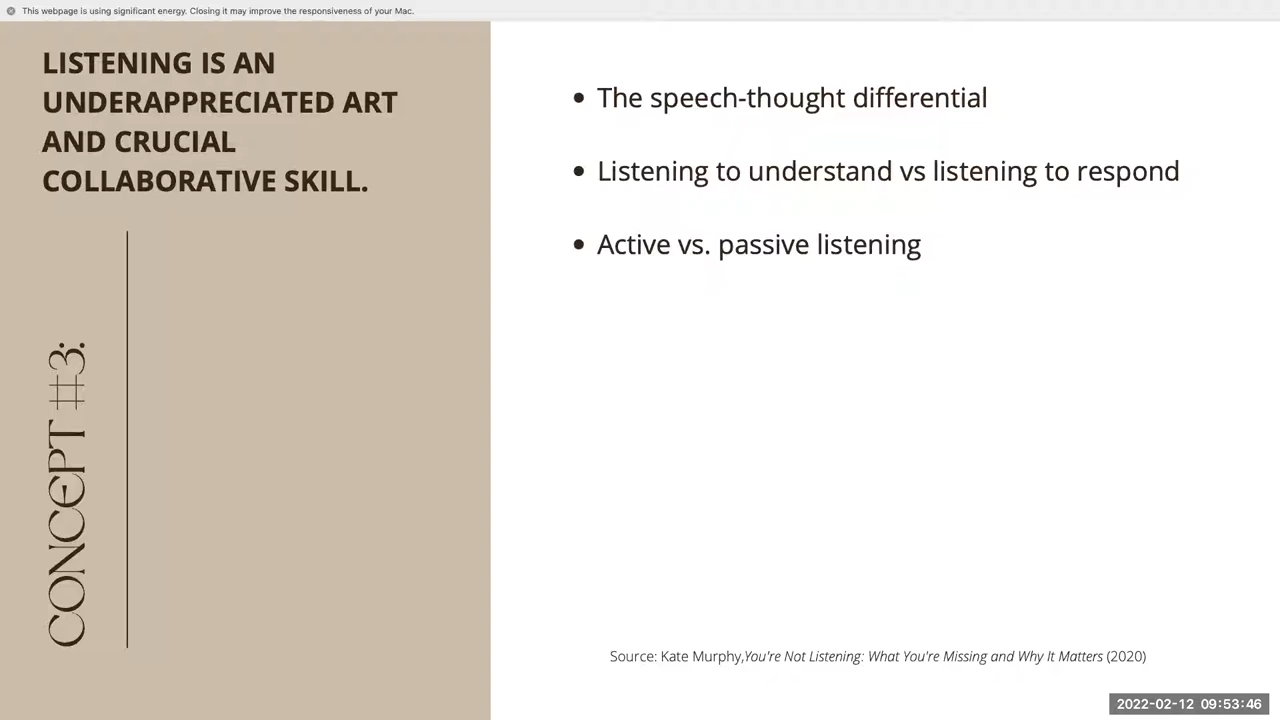 This webpage is using significant energy. Closing it may improve the responsiveness of your Mac.
LISTENING IS AN
UNDERAPPRECIATED ART
AND CRUCIAL
COLLABORATIVE SKILL.
CONCEPT #3:
• The speech-thought differential
• Listening to understand vs listening to respond
• Active vs. passive listening
Source: Kate Murphy,You're Not Listening: What You're Missing and Why It Matters (2020)
2022-02-12 09:53:46